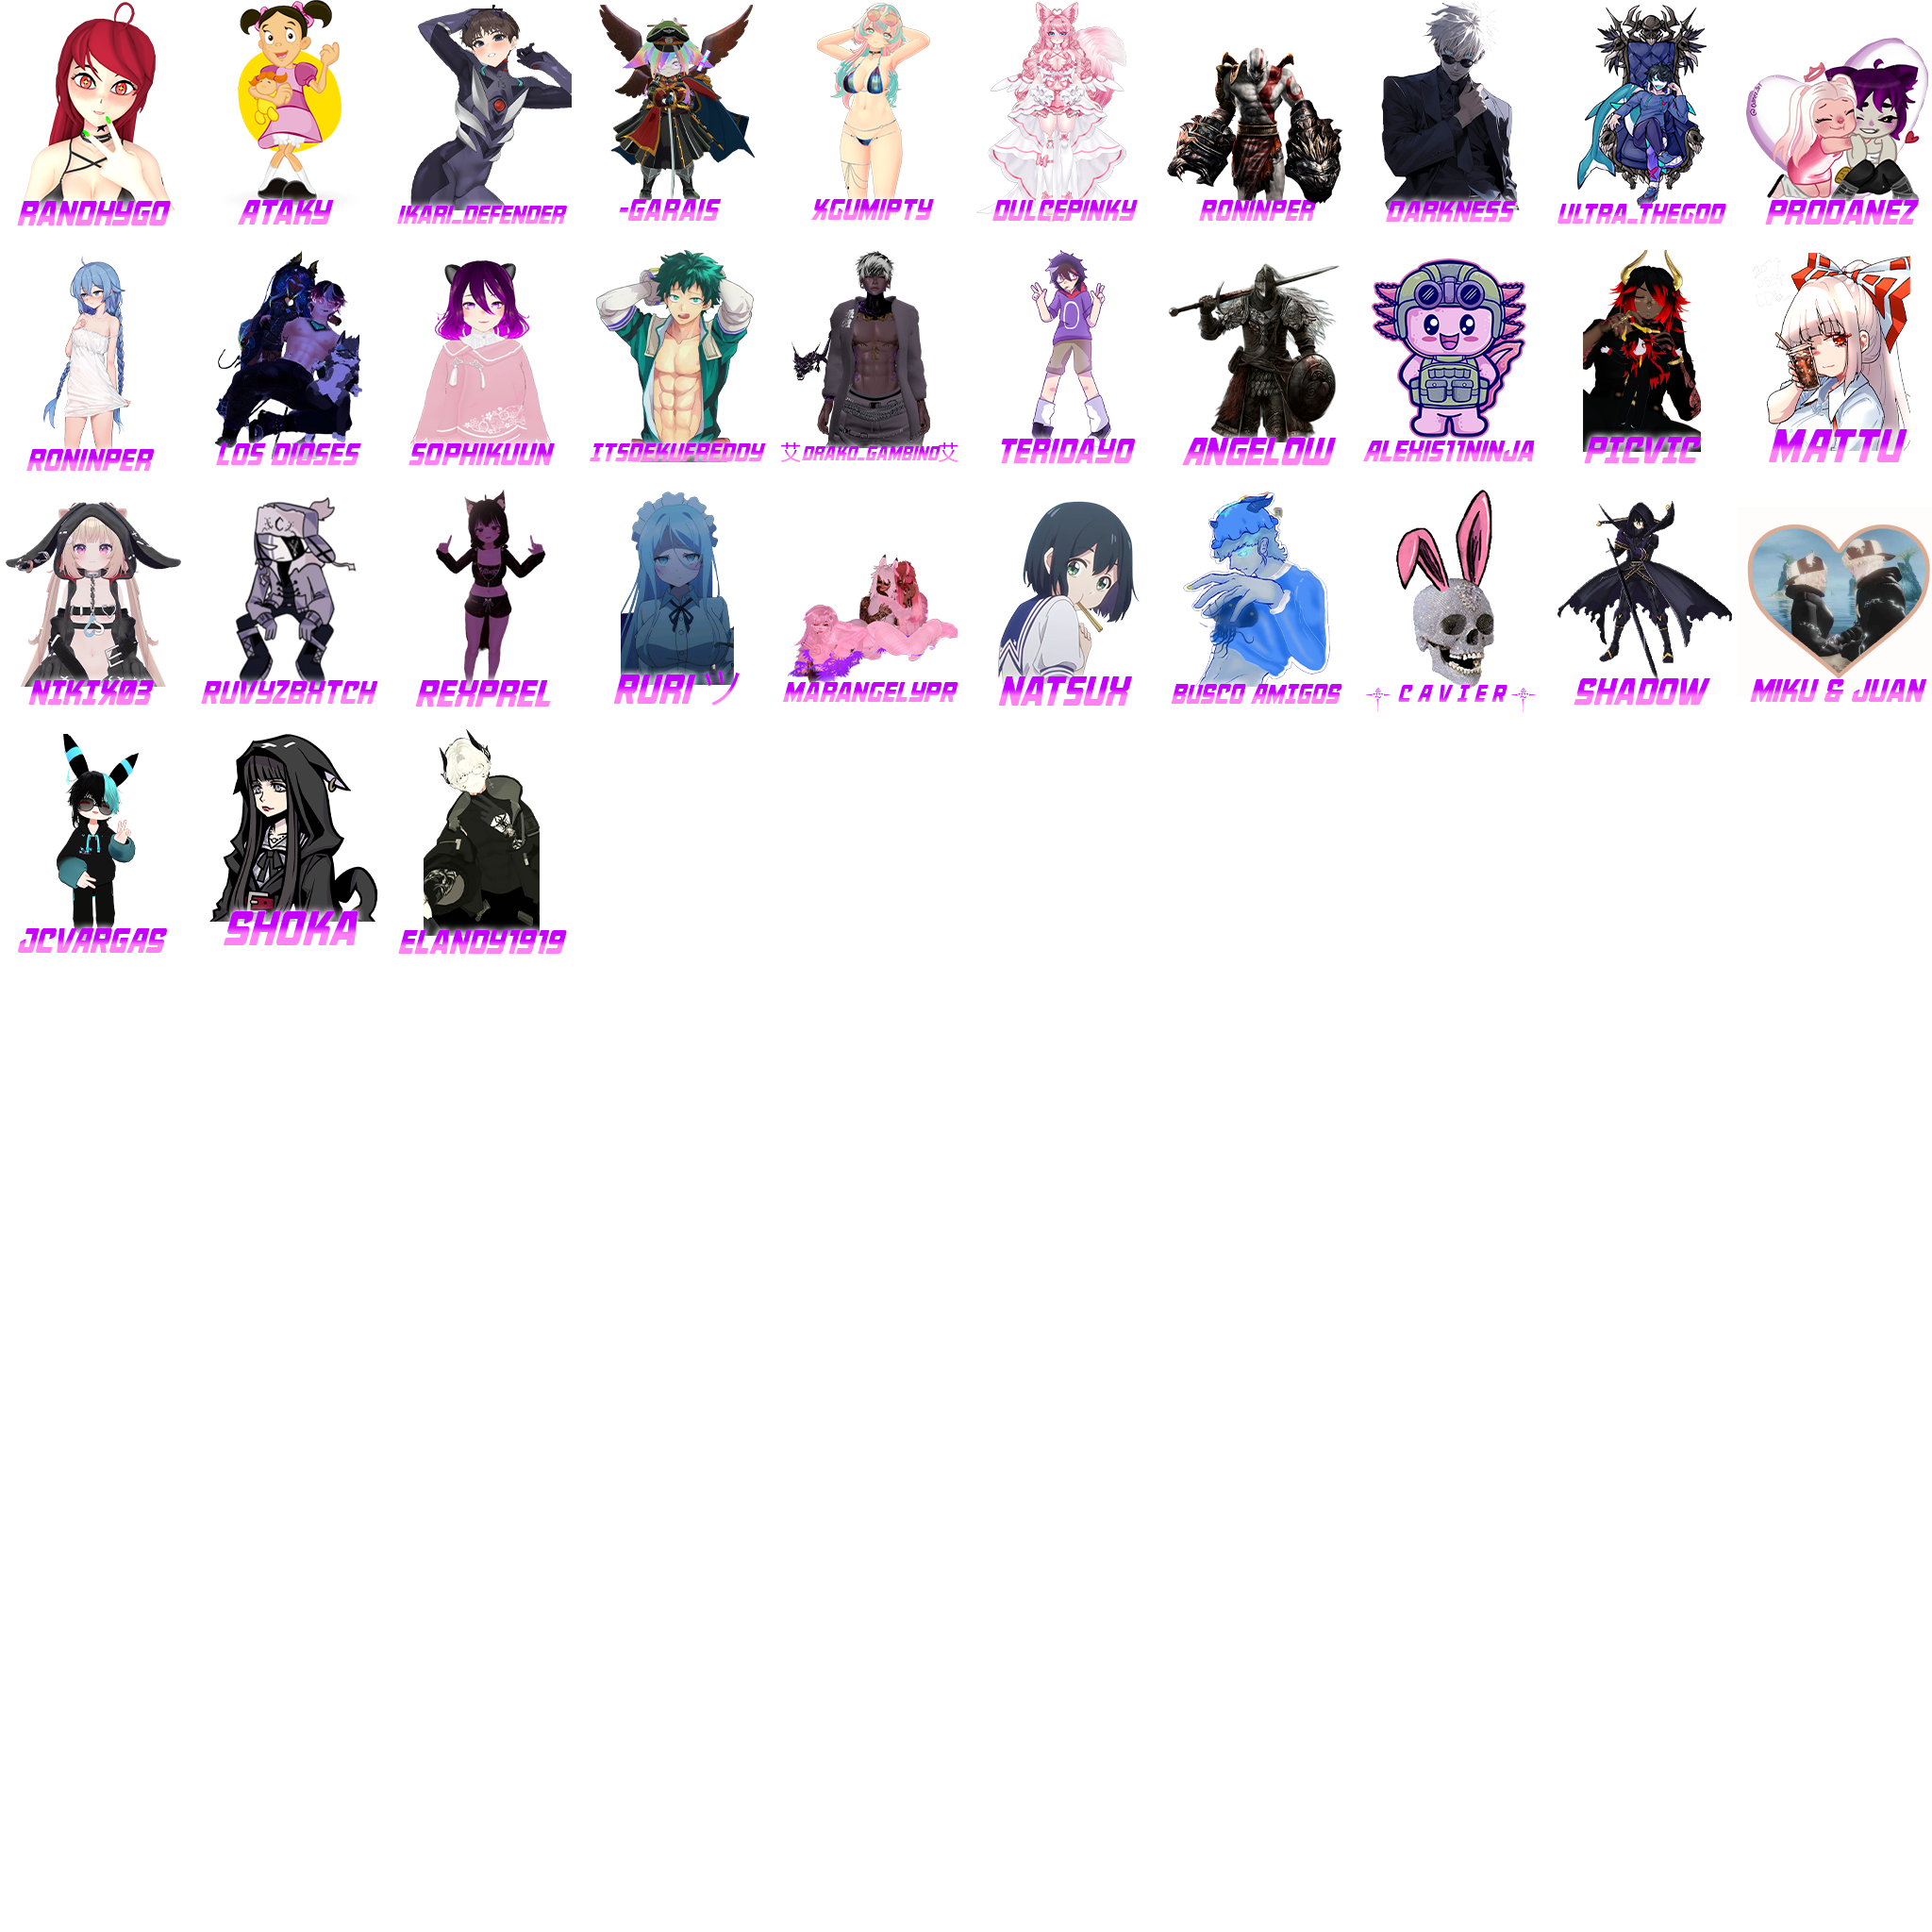 RANDHYGO
ATAKY
IKARI_DEFENDER
-GARAIS
XGUMIPTY
DULCEPINKY
RONINPER
DARKNESS
ULTRA_THEGOD
PRODANEZ
RONINPER
LOS DIOSES
SOPHIKUUN
ITSDEKUFREDDY
艾DRAKO_GAMBINO艾
TERIDAYO
ANGELOW
ALEXIS11NINJA
PICVIC
MATTU
NIKIK03
RUVYZBXTCH
REXPREL
RURI ツ
MARANGELYPR
NATSUX
BUSCO AMIGOS
C A V I E R
SHADOW
MIKU & JUAN
JCVARGAS
SHOKA
ELANDY1919